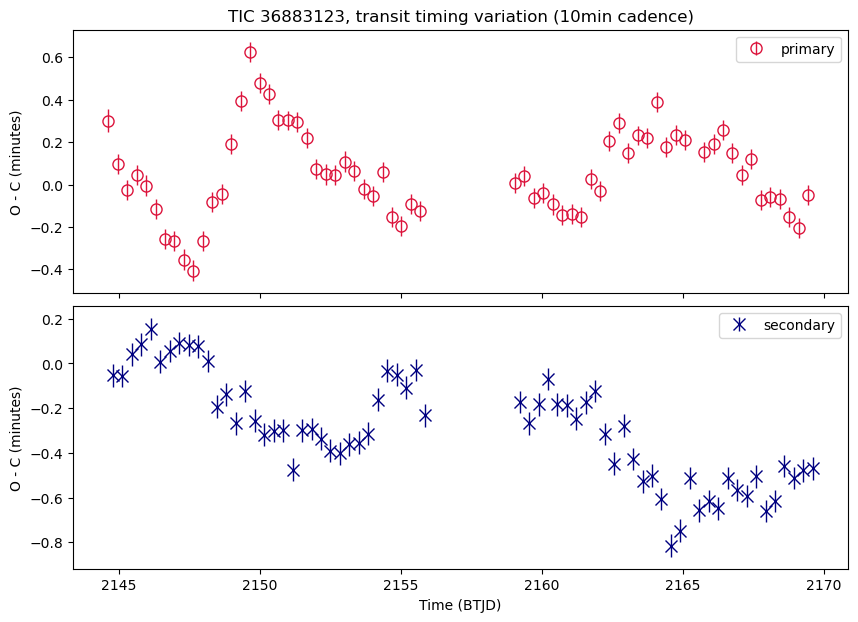 TIC 36883123, transit timing variation (10min cadence)
primary
O - C (minutes)
0.6
0.4
0.2
0.0
−0.2
−0.4
secondary
O - C (minutes)
0.2
0.0
−0.2
−0.4
−0.6
−0.8
2145 2150 2155 2160 2165 2170
Time (BTJD)